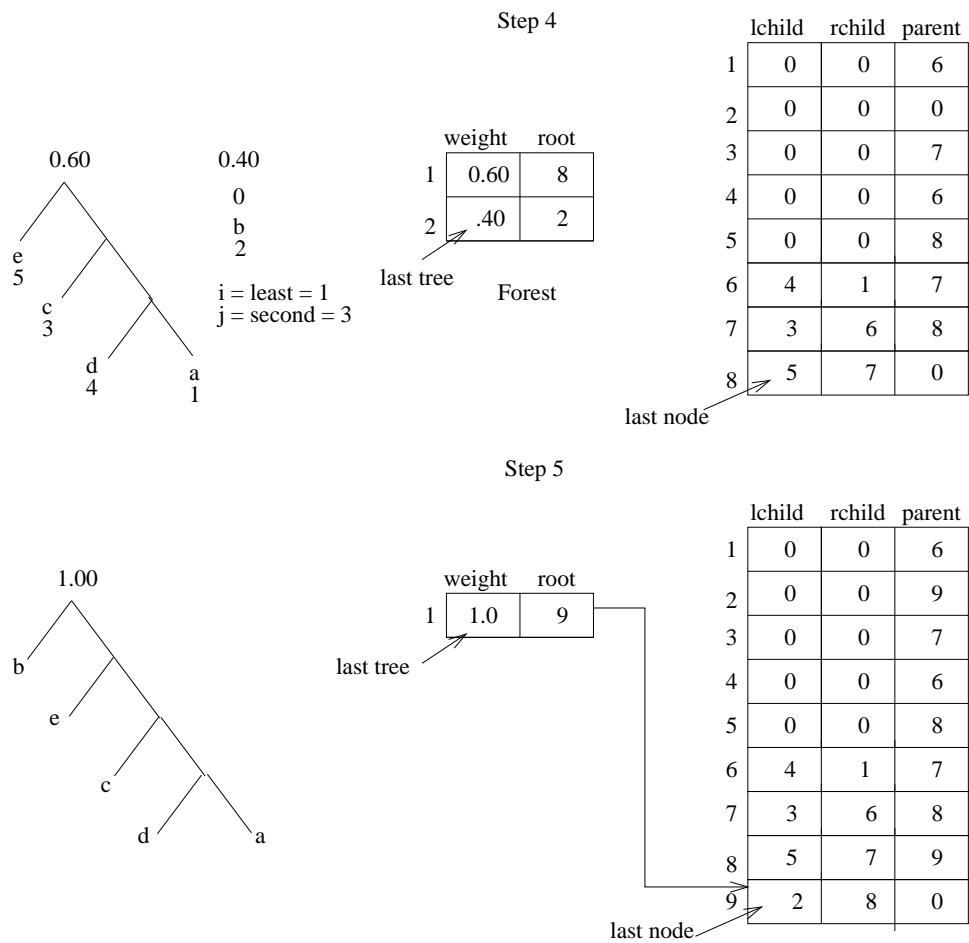 Step 4
lchild rchild parent
1 0 0 6
2 0 0 0
3 0 0 7
4 0 0 6
5 0 0 8
6 4 1 7
7 3 6 8
8 5 7 0
last node
weight root
1 0.60 8
2 .40 2
last tree
Forest
0.60
e
5
c
3
d
4
a
1
0.40
0
b
2
i = least = 1
j = second = 3
Step 5
lchild rchild parent
1 0 0 6
2 0 0 9
3 0 0 7
4 0 0 6
5 0 0 8
6 4 1 7
7 3 6 8
8 5 7 9
9 2 8 0
last node
weight root
1 1.0 9
last tree
1.00
b
e
c
d a